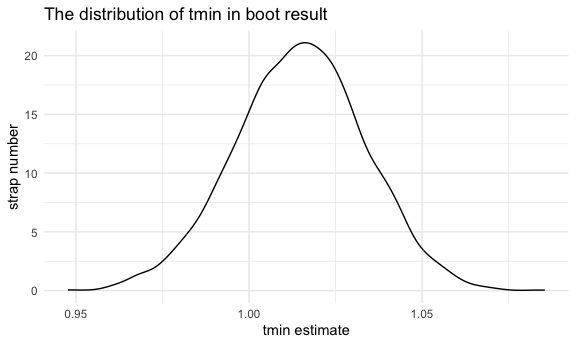 The distribution of tmin in boot result
strap number
20
15
10
5
0
0.95
1.00
1.05
tmin estimate